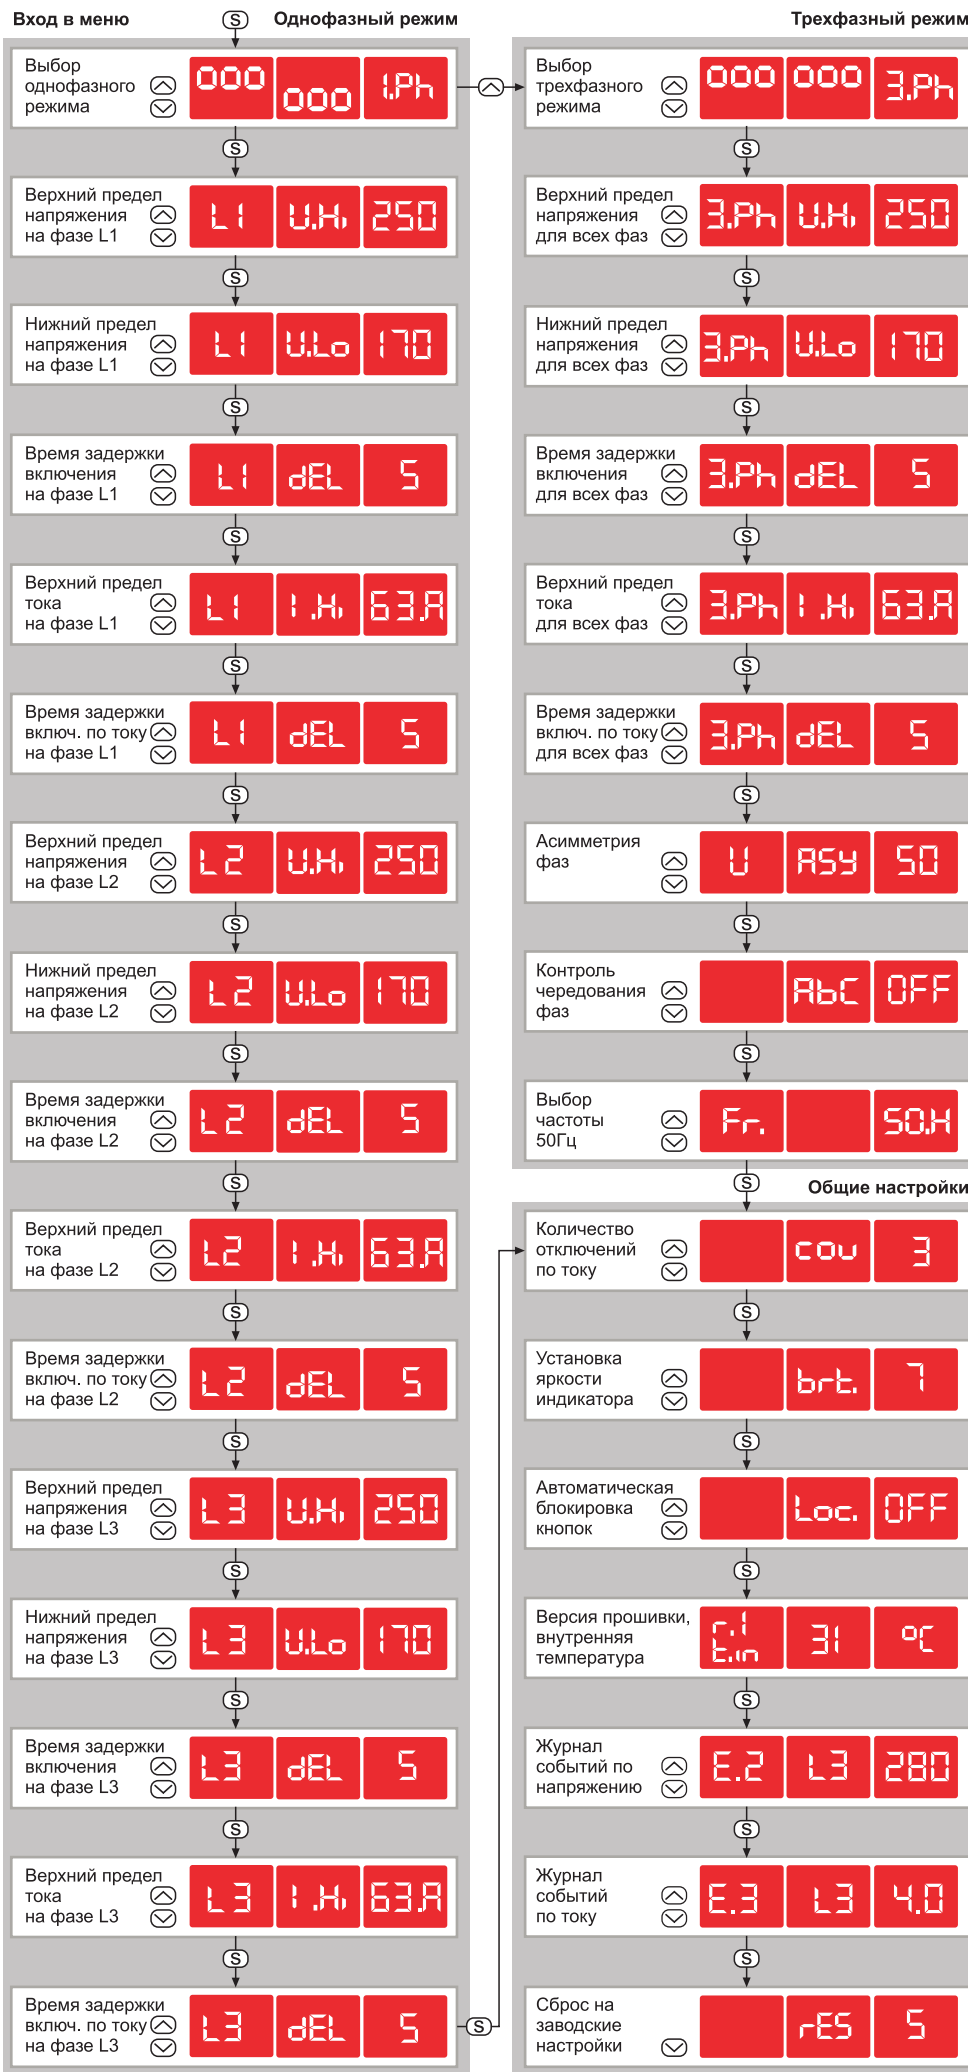 Вход в меню
S
Однофазный режим
Выбор
однофазного
режима
000 000 1.Ph
S
Верхний предел
напряжения
на фазе L1
L1 U.Hi 250
S
Нижний предел
напряжения
на фазе L1
L1 U.Lo 170
S
Время задержки
включения
на фазе L1
L1 dEL 5
S
Верхний предел
тока
на фазе L1
L1 I.Hi 63.A
S
Время задержки
включ. по току
на фазе L1
L1 dEL 5
S
Верхний предел
напряжения
на фазе L2
L2 U.Hi 250
S
Нижний предел
напряжения
на фазе L2
L2 U.Lo 170
S
Время задержки
включения
на фазе L2
L2 dEL 5
S
Верхний предел
тока
на фазе L2
L2 I.Hi 63.A
S
Время задержки
включ. по току
на фазе L2
L2 dEL 5
S
Верхний предел
напряжения
на фазе L3
L3 U.Hi 250
S
Нижний предел
напряжения
на фазе L3
L3 U.Lo 170
S
Время задержки
включения
на фазе L3
L3 dEL 5
S
Верхний предел
тока
на фазе L3
L3 I.Hi 63.A
S
Время задержки
включ. по току
на фазе L3
L3 dEL 5
S
Трехфазный режим
Выбор
трехфазного
режима
000 000 3.Ph
S
Верхний предел
напряжения
для всех фаз
3.Ph U.Hi 250
S
Нижний предел
напряжения
для всех фаз
3.Ph U.Lo 170
S
Время задержки
включения
для всех фаз
3.Ph dEL 5
S
Верхний предел
тока
для всех фаз
3.Ph I.Hi 63.A
S
Время задержки
включ. по току
для всех фаз
3.Ph dEL 5
S
Асимметрия
фаз
U ASY 50
S
Контроль
чередования
фаз
AbC OFF
S
Выбор
частоты
50Гц
Fr. 50.H
S
Общие настройки
Количество
отключений
по току
cou 3
S
Установка
яркости
индикатора
brt. 7
S
Автоматическая
блокировка
кнопок
Loc. OFF
S
Версия прошивки,
внутренняя
температура
r.1
t.in 31 °C
S
Журнал
событий по
напряжению
E.2 L3 280
S
Журнал
событий
по току
E.3 L3 4.0
S
Сброс на
заводские
настройки
rES 5